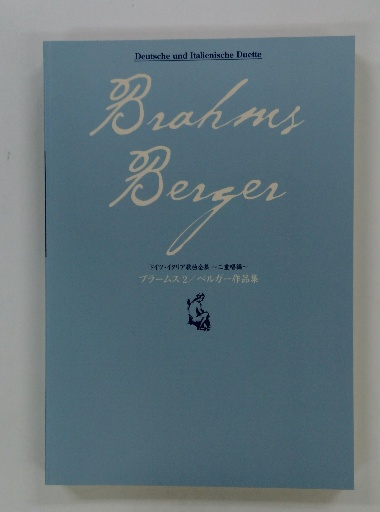 Deutsche und Italienische Duette
Brahms
Berger
ドイツ・イタリア歌曲全集 —二重唱編—
ブラームス 2／ベルガー作品集